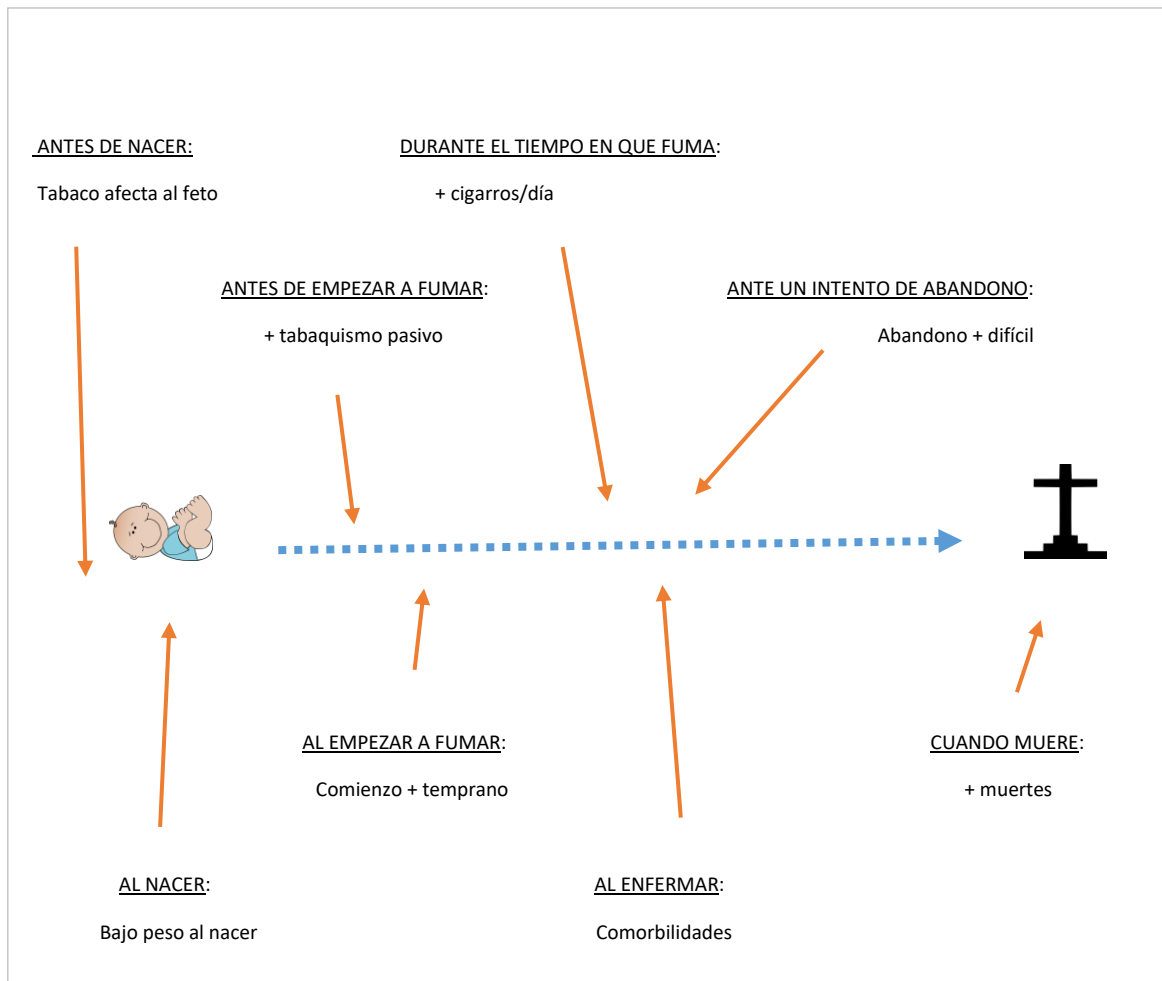 ANTES DE NACER:
Tabaco afecta al feto
DURANTE EL TIEMPO EN QUE FUMA:
+ cigarros/día
ANTES DE EMPEZAR A FUMAR:
+ tabaquismo pasivo
ANTE UN INTENTO DE ABANDONO:
Abandono + difícil
AL EMPEZAR A FUMAR:
Comienzo + temprano
CUANDO MUERE:
+ muertes
AL NACER:
Bajo peso al nacer
AL ENFERMAR:
Comorbilidades